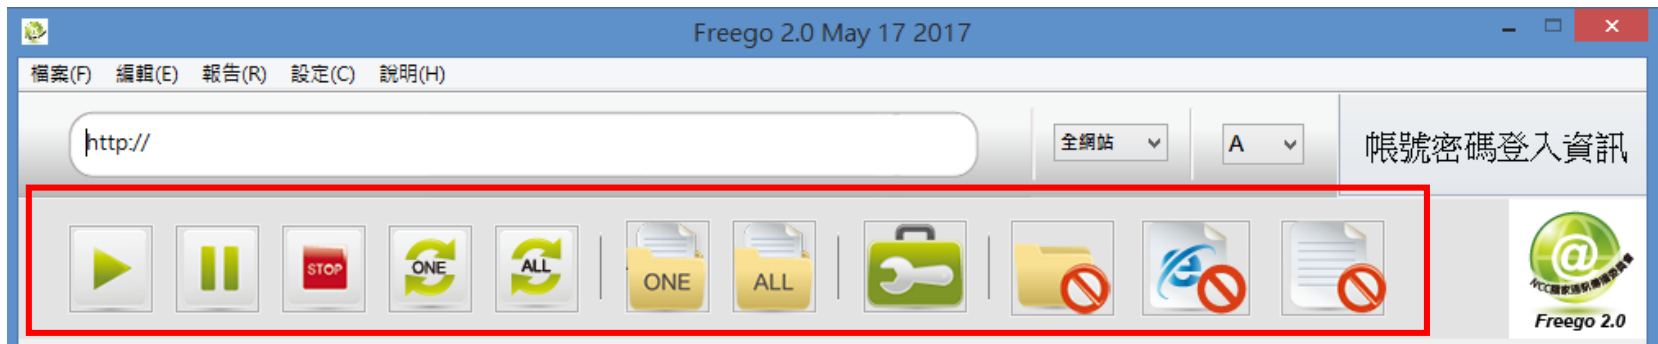 Freego 2.0 May 17 2017
檔案(F) 編輯(E) 報告(R) 設定(C) 說明(H)
http://
全網站
A
帳號密碼登入資訊
STOP
ONE
ALL
ONE
ALL
@
Freego 2.0